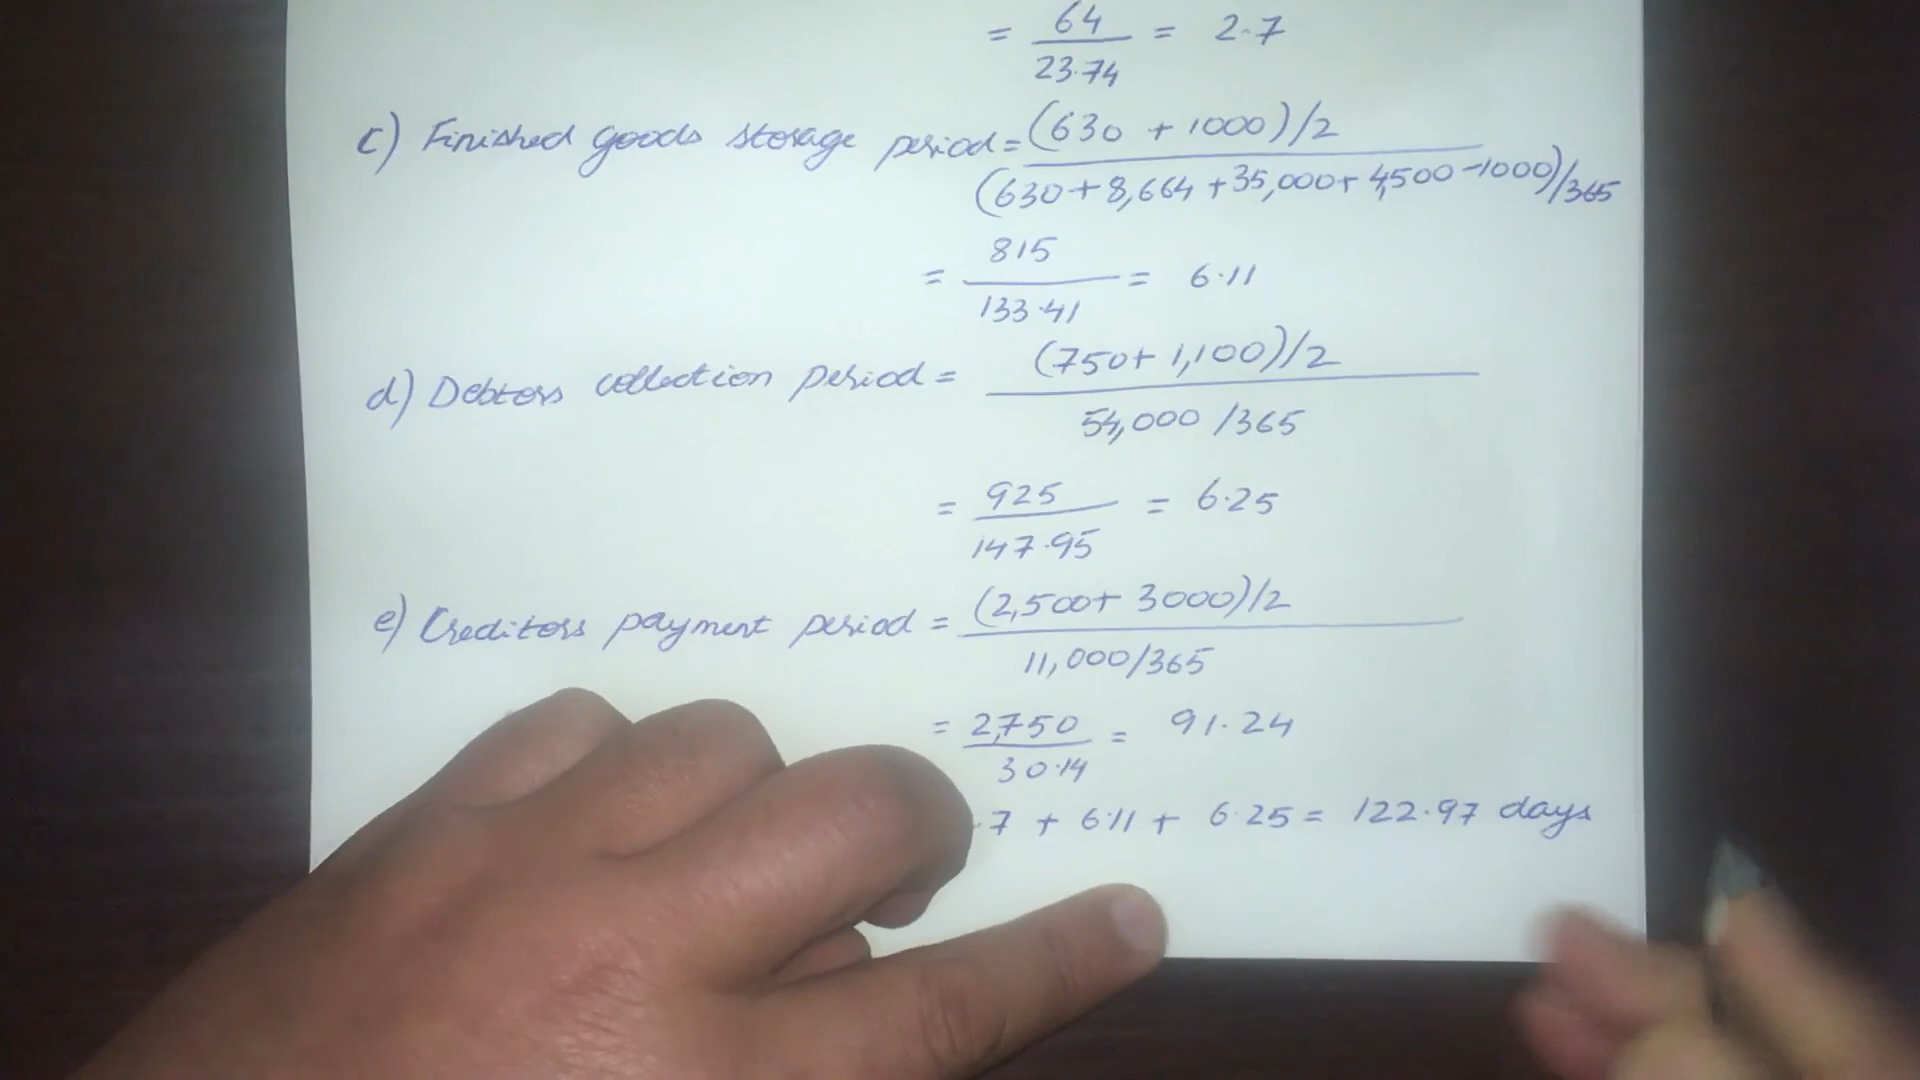 = 64 / 23.74 = 2.7
c) Finished goods storage period = (630 + 1000)/2
(630 + 8,664 + 35,000 + 4,500 - 1000)/365
= 815 / 133.41 = 6.11
d) Debtors collection period = (750 + 1,100)/2
54,000 /365
= 925 / 147.95 = 6.25
e) Creditors payment period = (2,500 + 3000)/2
11,000/365
= 2,750 / 30.14 = 91.24
.7 + 6.11 + 6.25 = 122.97 days